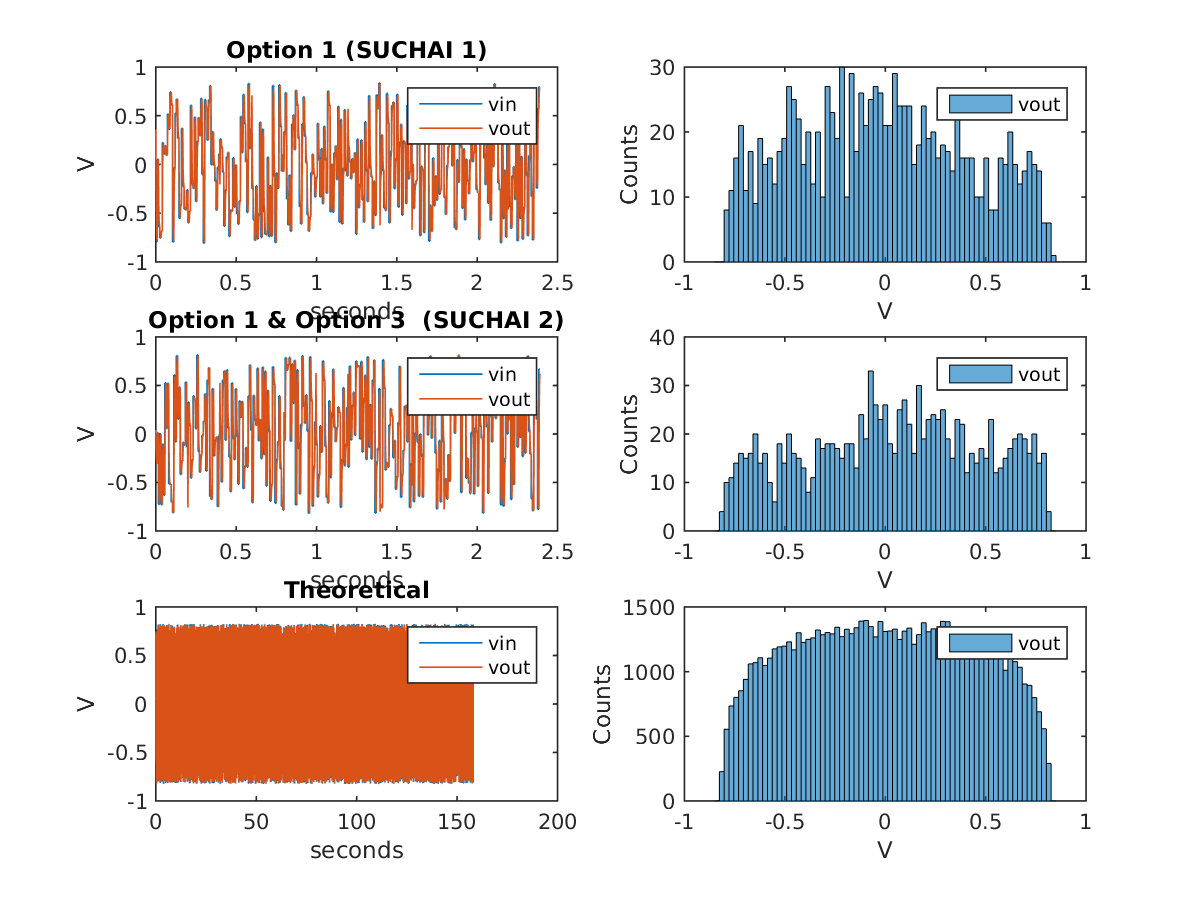 Option 1 (SUCHAI 1)
1
0.5
0
-0.5
-1
V
vin
vout
0 0.5 1 1.5 2 2.5
seconds
30
20
10
0
Counts
vout
-1 -0.5 0 0.5 1
V
Option 1 & Option 3 (SUCHAI 2)
1
0.5
0
-0.5
-1
V
vin
vout
0 0.5 1 1.5 2 2.5
seconds
40
30
20
10
0
Counts
vout
-1 -0.5 0 0.5 1
V
Theoretical
1
0.5
0
-0.5
-1
V
vin
vout
0 50 100 150 200
seconds
1500
1000
500
0
Counts
vout
-1 -0.5 0 0.5 1
V